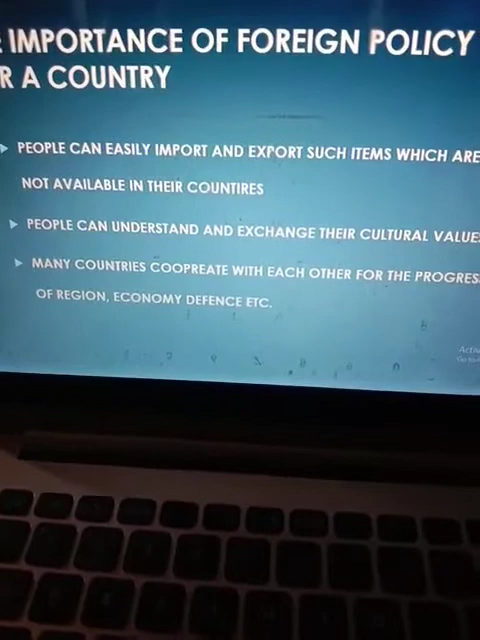 IMPORTANCE OF FOREIGN POLICY
R A COUNTRY
PEOPLE CAN EASILY IMPORT AND EXPORT SUCH ITEMS WHICH ARE
NOT AVAILABLE IN THEIR COUNTIRES
PEOPLE CAN UNDERSTAND AND EXCHANGE THEIR CULTURAL VALUE
MANY COUNTRIES COOPREATE WITH EACH OTHER FOR THE PROGRES
OF REGION, ECONOMY DEFENCE ETC.